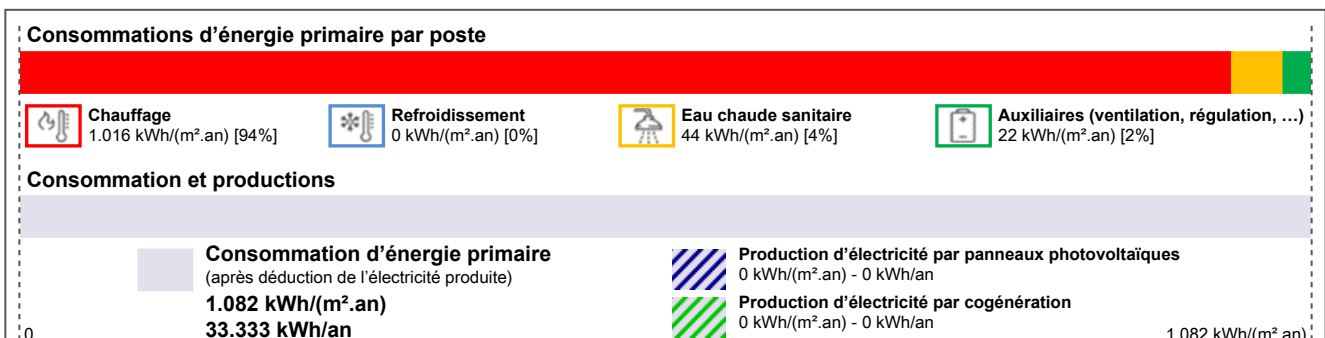 Consommations d'énergie primaire par poste
Chauffage
1.016 kWh/(m².an) [94%]
Refroidissement
0 kWh/(m².an) [0%]
Eau chaude sanitaire
44 kWh/(m².an) [4%]
Auxiliaires (ventilation, régulation, …)
22 kWh/(m².an) [2%]
Consommation et productions
Consommation d'énergie primaire
(après déduction de l'électricité produite)
1.082 kWh/(m².an)
33.333 kWh/an
Production d'électricité par panneaux photovoltaïques
0 kWh/(m².an) - 0 kWh/an
Production d'électricité par cogénération
0 kWh/(m².an) - 0 kWh/an
0
1.082 kWh/(m².an)